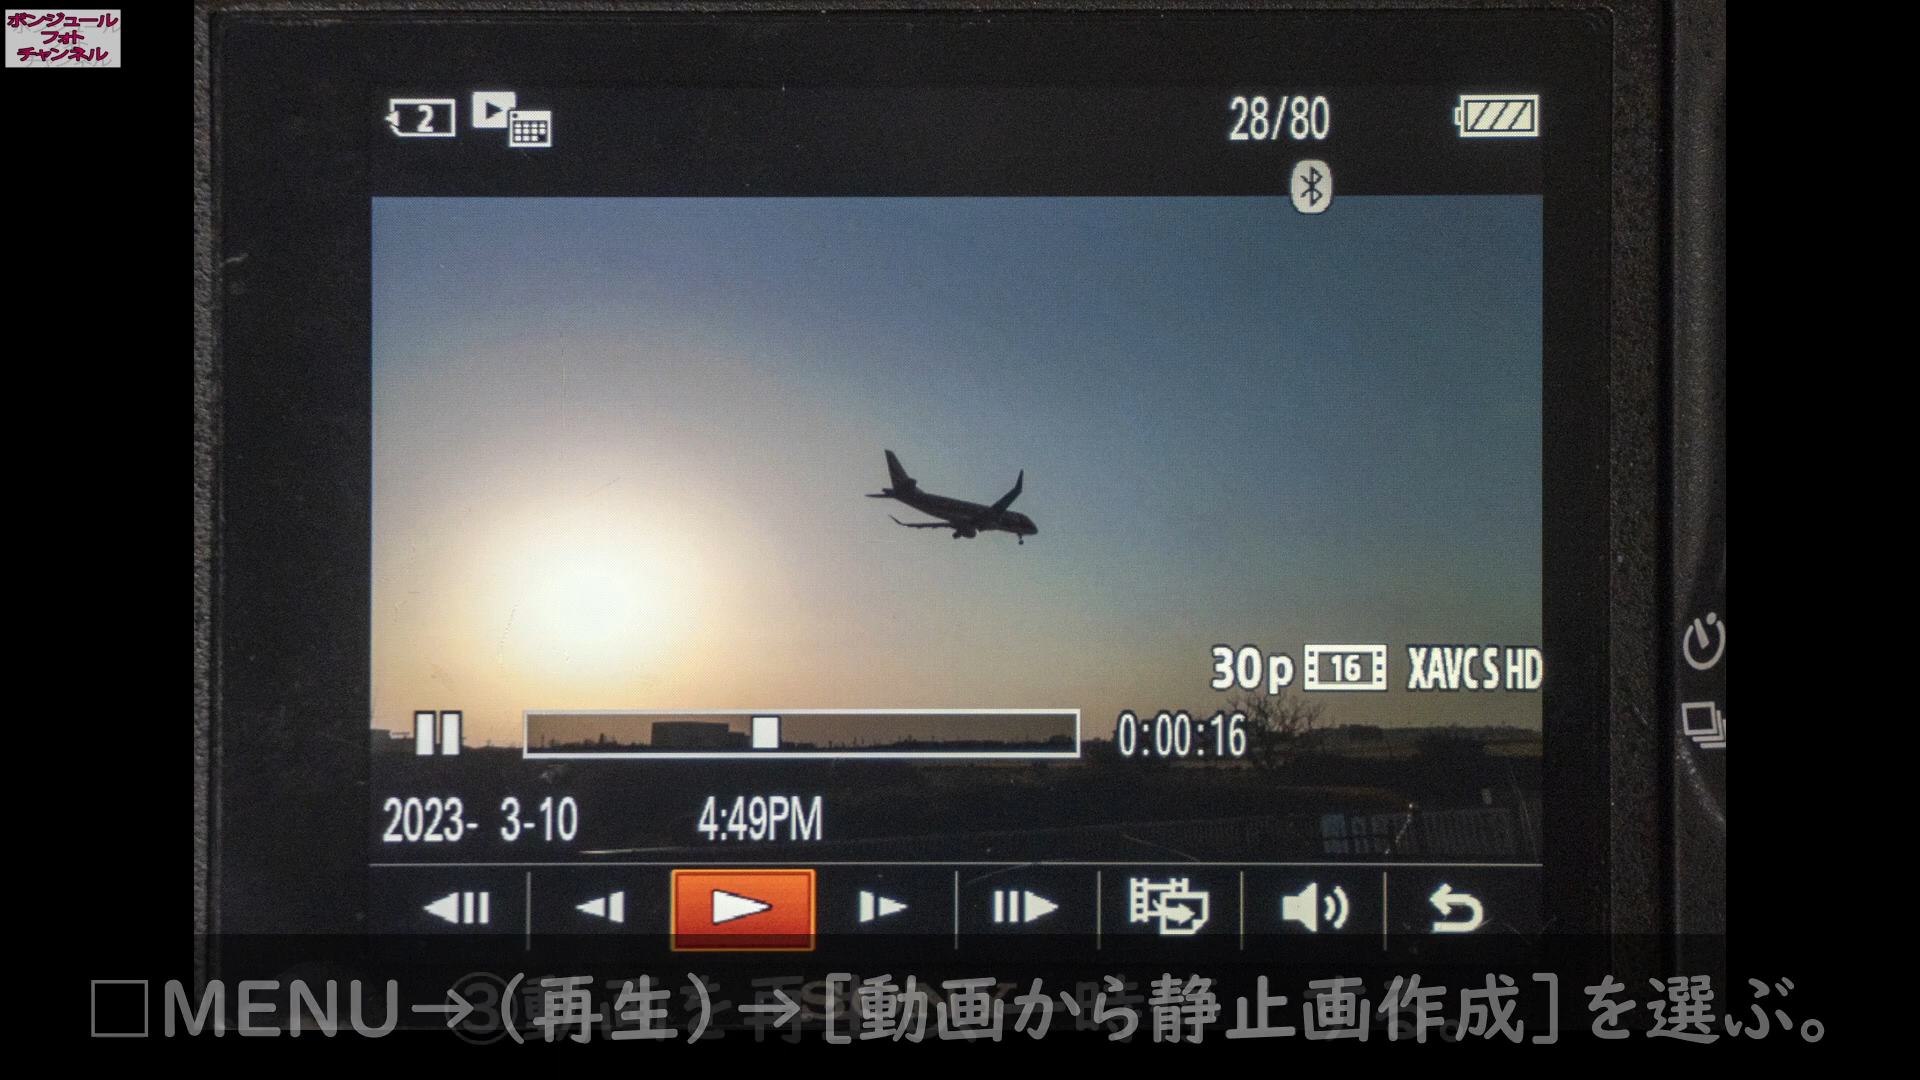 ボンジュール
フォト
チャンネル
2
28/80
30p 16 XAVC S HD
0:00:16
2023- 3-10 4:49PM
□MENU→(再生)→[動画から静止画作成]を選ぶ。